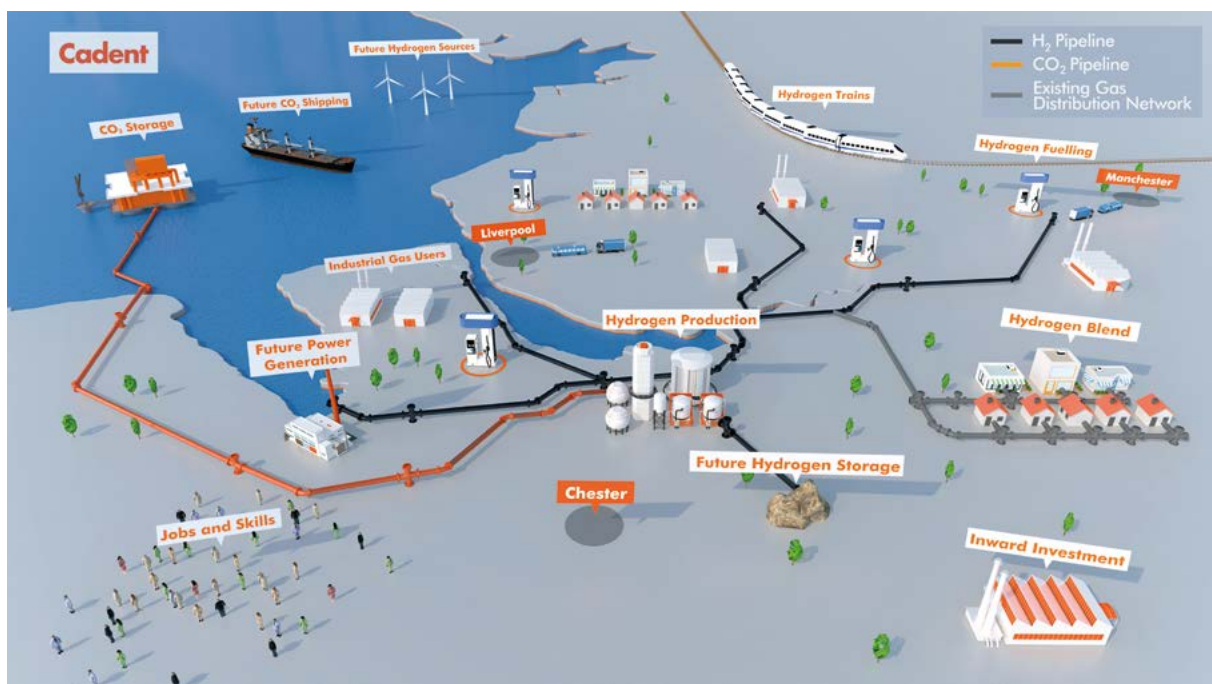 Cadent
Future Hydrogen Sources
H₂ Pipeline
CO₂ Pipeline
Existing Gas
Distribution Network
Future CO₂ Shipping
Hydrogen Trains
CO₂ Storage
Hydrogen Fuelling
Manchester
Liverpool
Industrial Gas Users
Hydrogen Production
Hydrogen Blend
Future Power
Generation
Future Hydrogen Storage
Chester
Jobs and Skills
Inward Investment